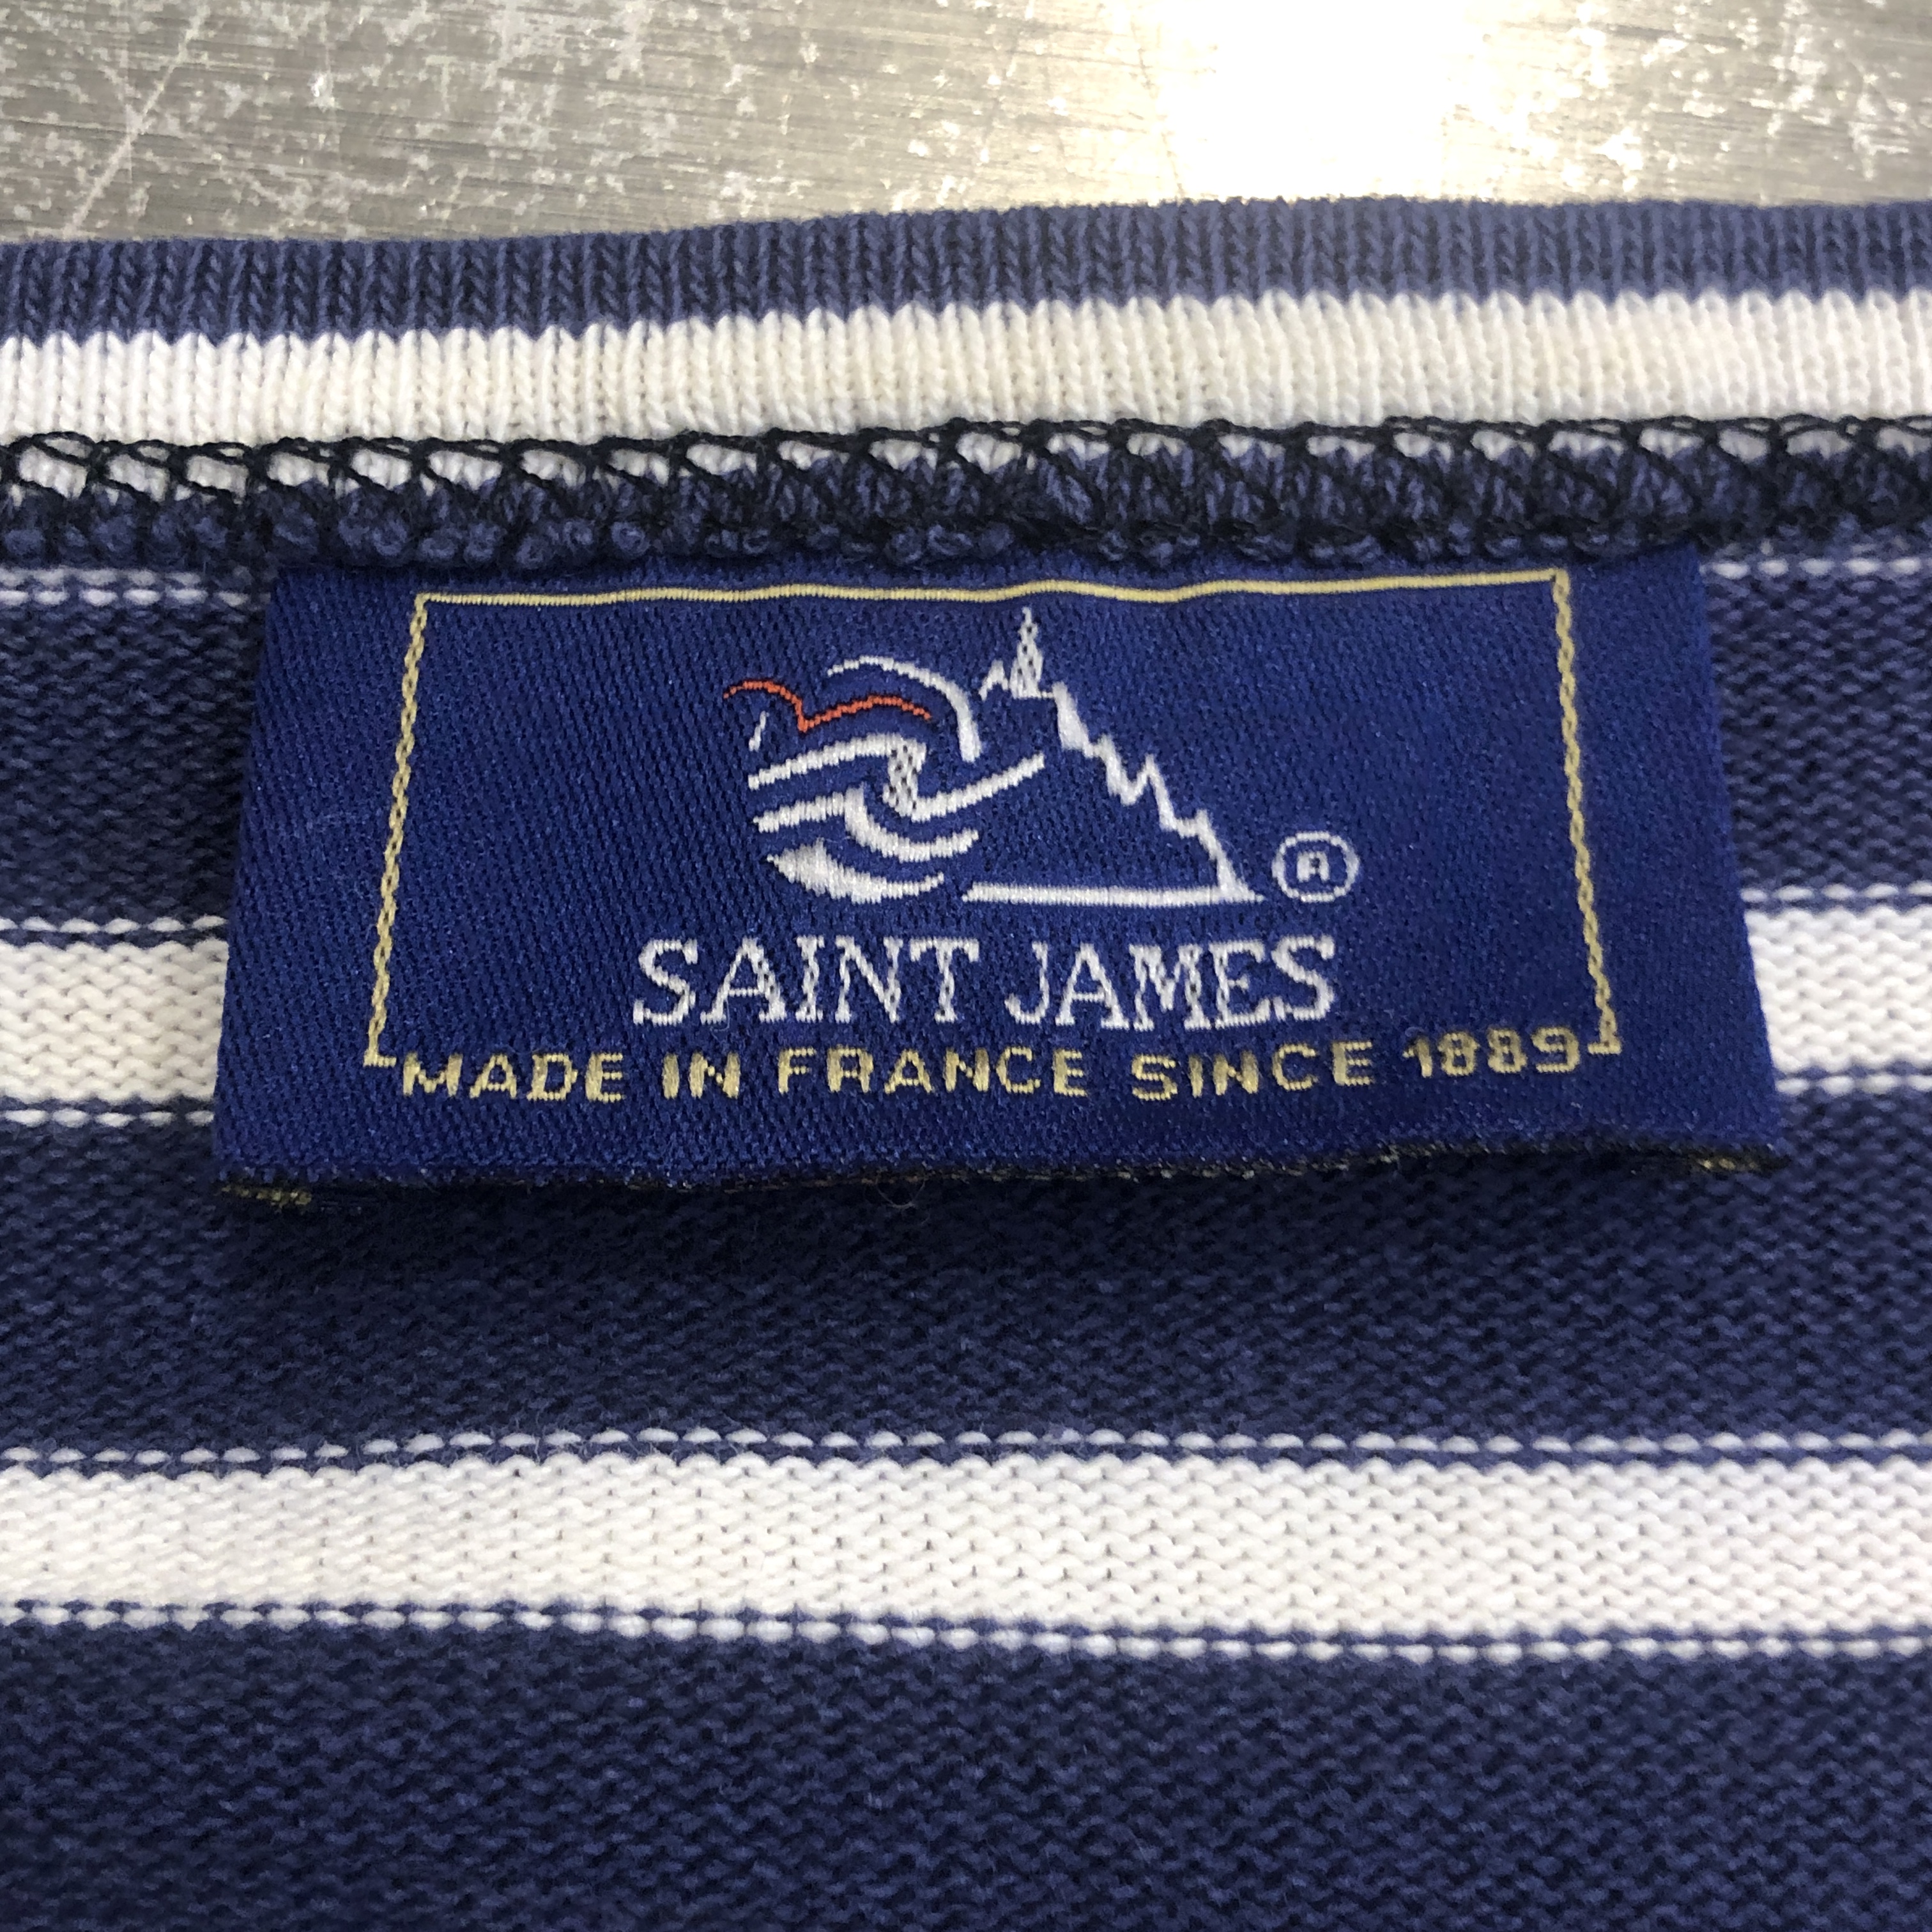 ®
SAINT JAMES
MADE IN FRANCE SINCE 1889